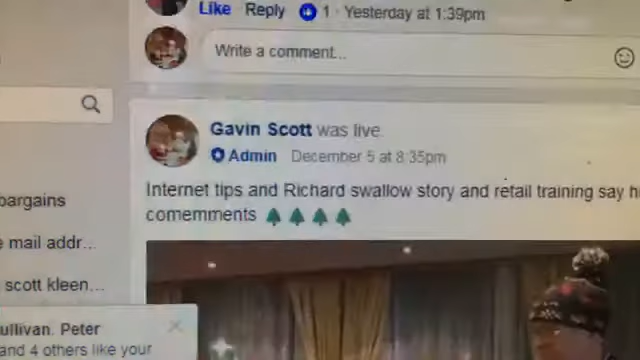 Like Reply 1 · Yesterday at 1:39pm
Write a comment...
Gavin Scott was live.
Admin December 5 at 8:35pm
Internet tips and Richard swallow story and retail training say h
comemments 🌲🌲🌲🌲
bargains
e mail addr...
scott kleen...
ullivan, Peter
and 4 others like your